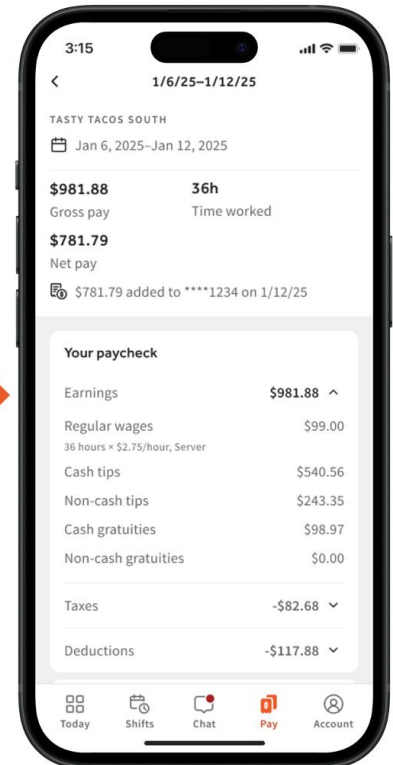 3:15
1/6/25–1/12/25
TASTY TACOS SOUTH
Jan 6, 2025–Jan 12, 2025
$981.88 36h
Gross pay Time worked
$781.79
Net pay
$781.79 added to ****1234 on 1/12/25
Your paycheck
Earnings $981.88
Regular wages $99.00
36 hours × $2.75/hour, Server
Cash tips $540.56
Non-cash tips $243.35
Cash gratuities $98.97
Non-cash gratuities $0.00
Taxes -$82.68
Deductions -$117.88
Today Shifts Chat Pay Account